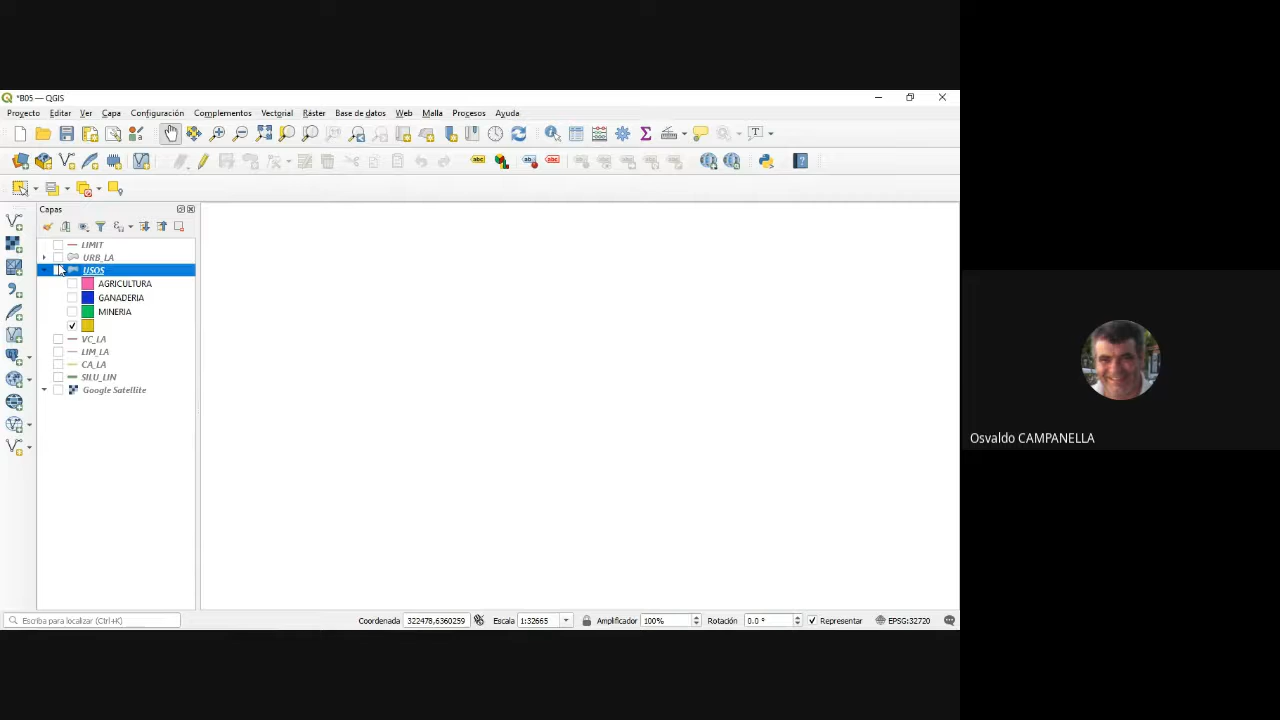 *B05 — QGIS
Proyecto Editar Ver Capa Configuración Complementos Vectorial Ráster Base de datos Web Malla Procesos Ayuda
Capas
LIMIT
URB_LA
USOS
AGRICULTURA
GANADERIA
MINERIA
VC_LA
LIM_LA
CA_LA
SILU_LIN
Google Satellite
Osvaldo CAMPANELLA
Escriba para localizar (Ctrl+K) Coordenada 322478,6360259 Escala 1:32665 Amplificador 100% Rotación 0.0 ° Representar EPSG:32720